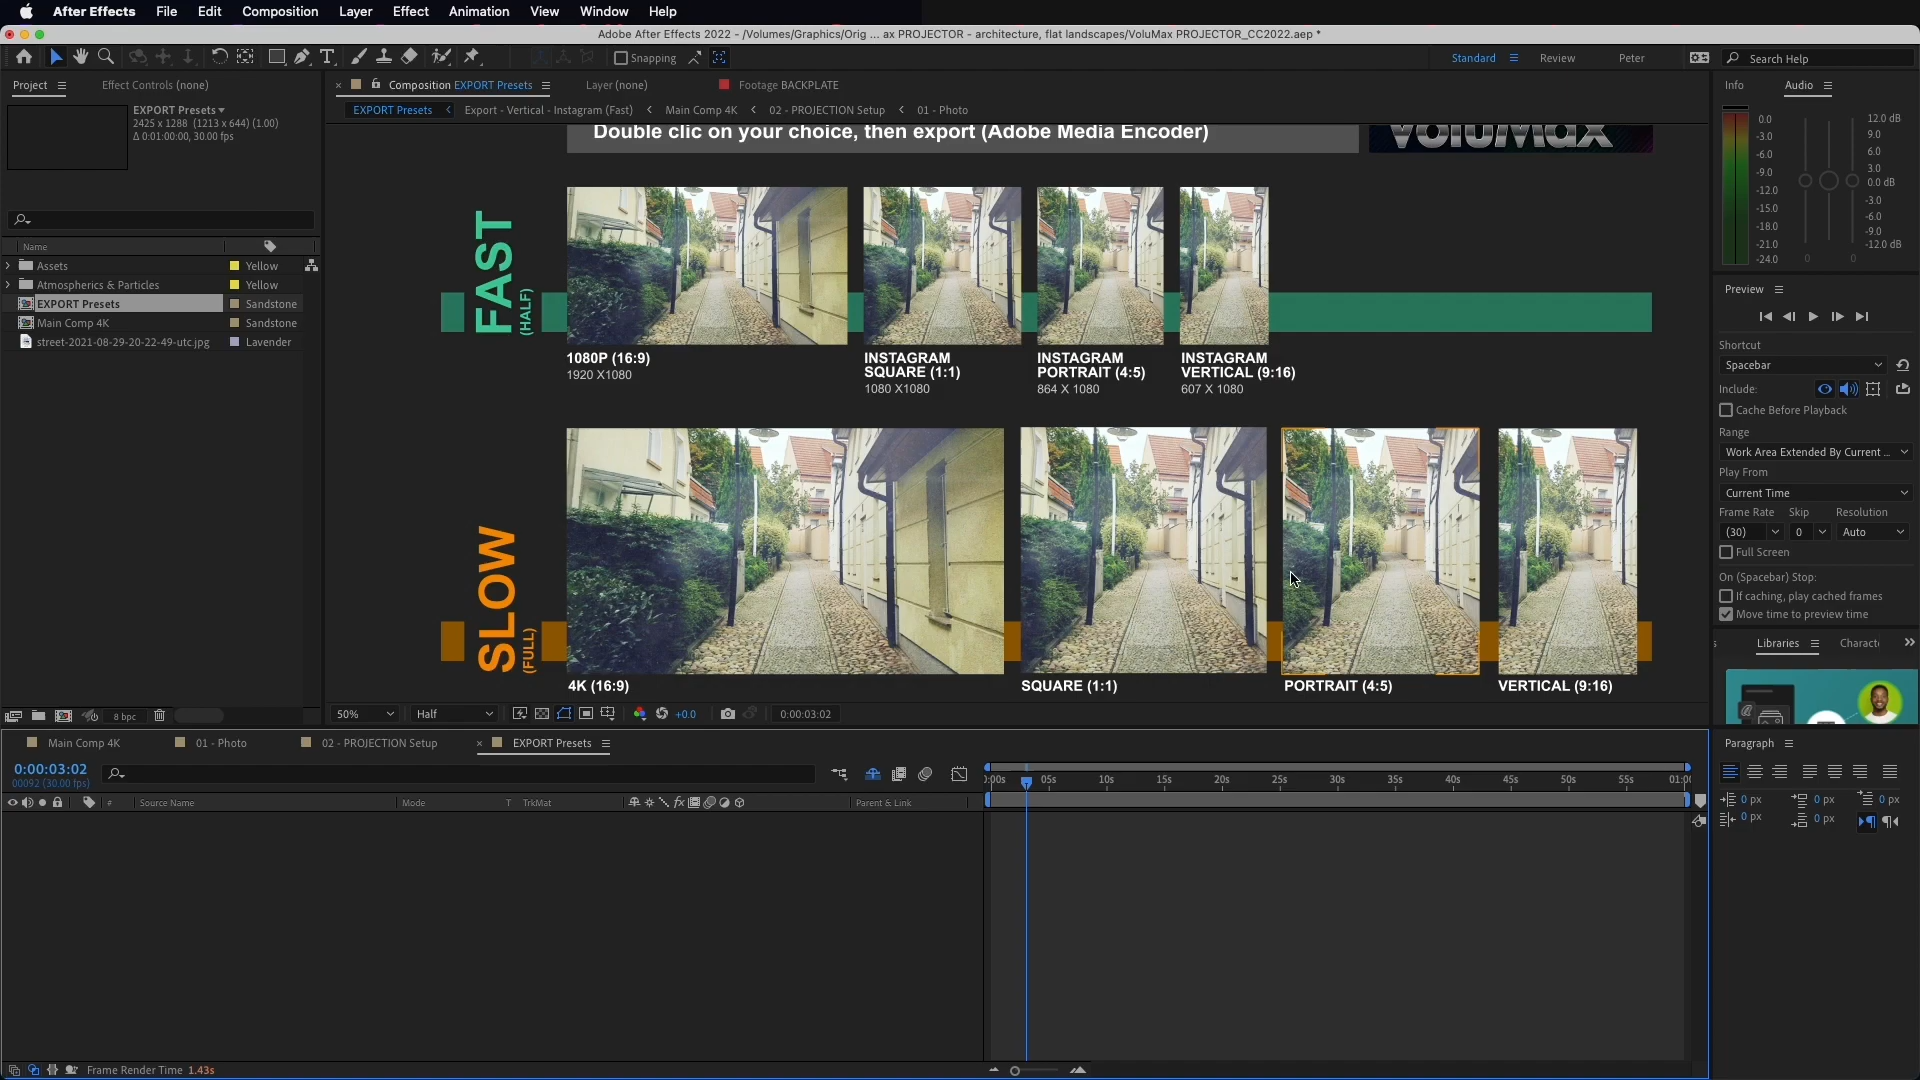 After Effects File Edit Composition Layer Effect Animation View Window Help
Adobe After Effects 2022 - /Volumes/Graphics/Orig ... ax PROJECTOR - architecture, flat landscapes/VoluMax PROJECTOR_CC2022.aep *
Snapping
Standard
Review
Peter
Search Help
Project
Effect Controls (none)
Composition EXPORT Presets
Layer (none)
Footage BACKPLATE
Info
Audio
EXPORT Presets
2425 x 1288 (1213 x 644) (1.00)
Δ 0:01:00:00, 30.00 fps
EXPORT Presets
Export - Vertical - Instagram (Fast)
Main Comp 4K
02 - PROJECTION Setup
01 - Photo
Double clic on your choice, then export (Adobe Media Encoder)
VoluMax
Name
Assets Yellow
Atmospherics & Particles Yellow
EXPORT Presets Sandstone
Main Comp 4K Sandstone
street-2021-08-29-20-22-49-utc.jpg Lavender
FAST
(HALF)
1080P (16:9)
1920 X1080
INSTAGRAM
SQUARE (1:1)
1080 X1080
INSTAGRAM
PORTRAIT (4:5)
864 X 1080
INSTAGRAM
VERTICAL (9:16)
607 X 1080
SLOW
(FULL)
4K (16:9)
SQUARE (1:1)
PORTRAIT (4:5)
VERTICAL (9:16)
0.0
-3.0
-6.0
-9.0
-12.0
-15.0
-18.0
-21.0
-24.0
12.0 dB
9.0
6.0
3.0
0.0 dB
-3.0
-6.0
-9.0
-12.0 dB
0
0
Preview
Shortcut
Spacebar
Include:
Cache Before Playback
Range
Work Area Extended By Current ...
Play From
Current Time
Frame Rate Skip Resolution
(30) 0 Auto
Full Screen
On (Spacebar) Stop:
If caching, play cached frames
Move time to preview time
Libraries
8 bpc
50%
Half
+0.0
0:00:03:02
Main Comp 4K
01 - Photo
02 - PROJECTION Setup
EXPORT Presets
0:00:03:02
00092 (30.00 fps)
# Source Name Mode T TrkMat fx Parent & Link
05s 10s 15s 20s 25s 30s 35s 40s 45s 50s 55s
Paragraph
0 px 0 px 0 px
0 px 0 px
Frame Render Time 1.43s